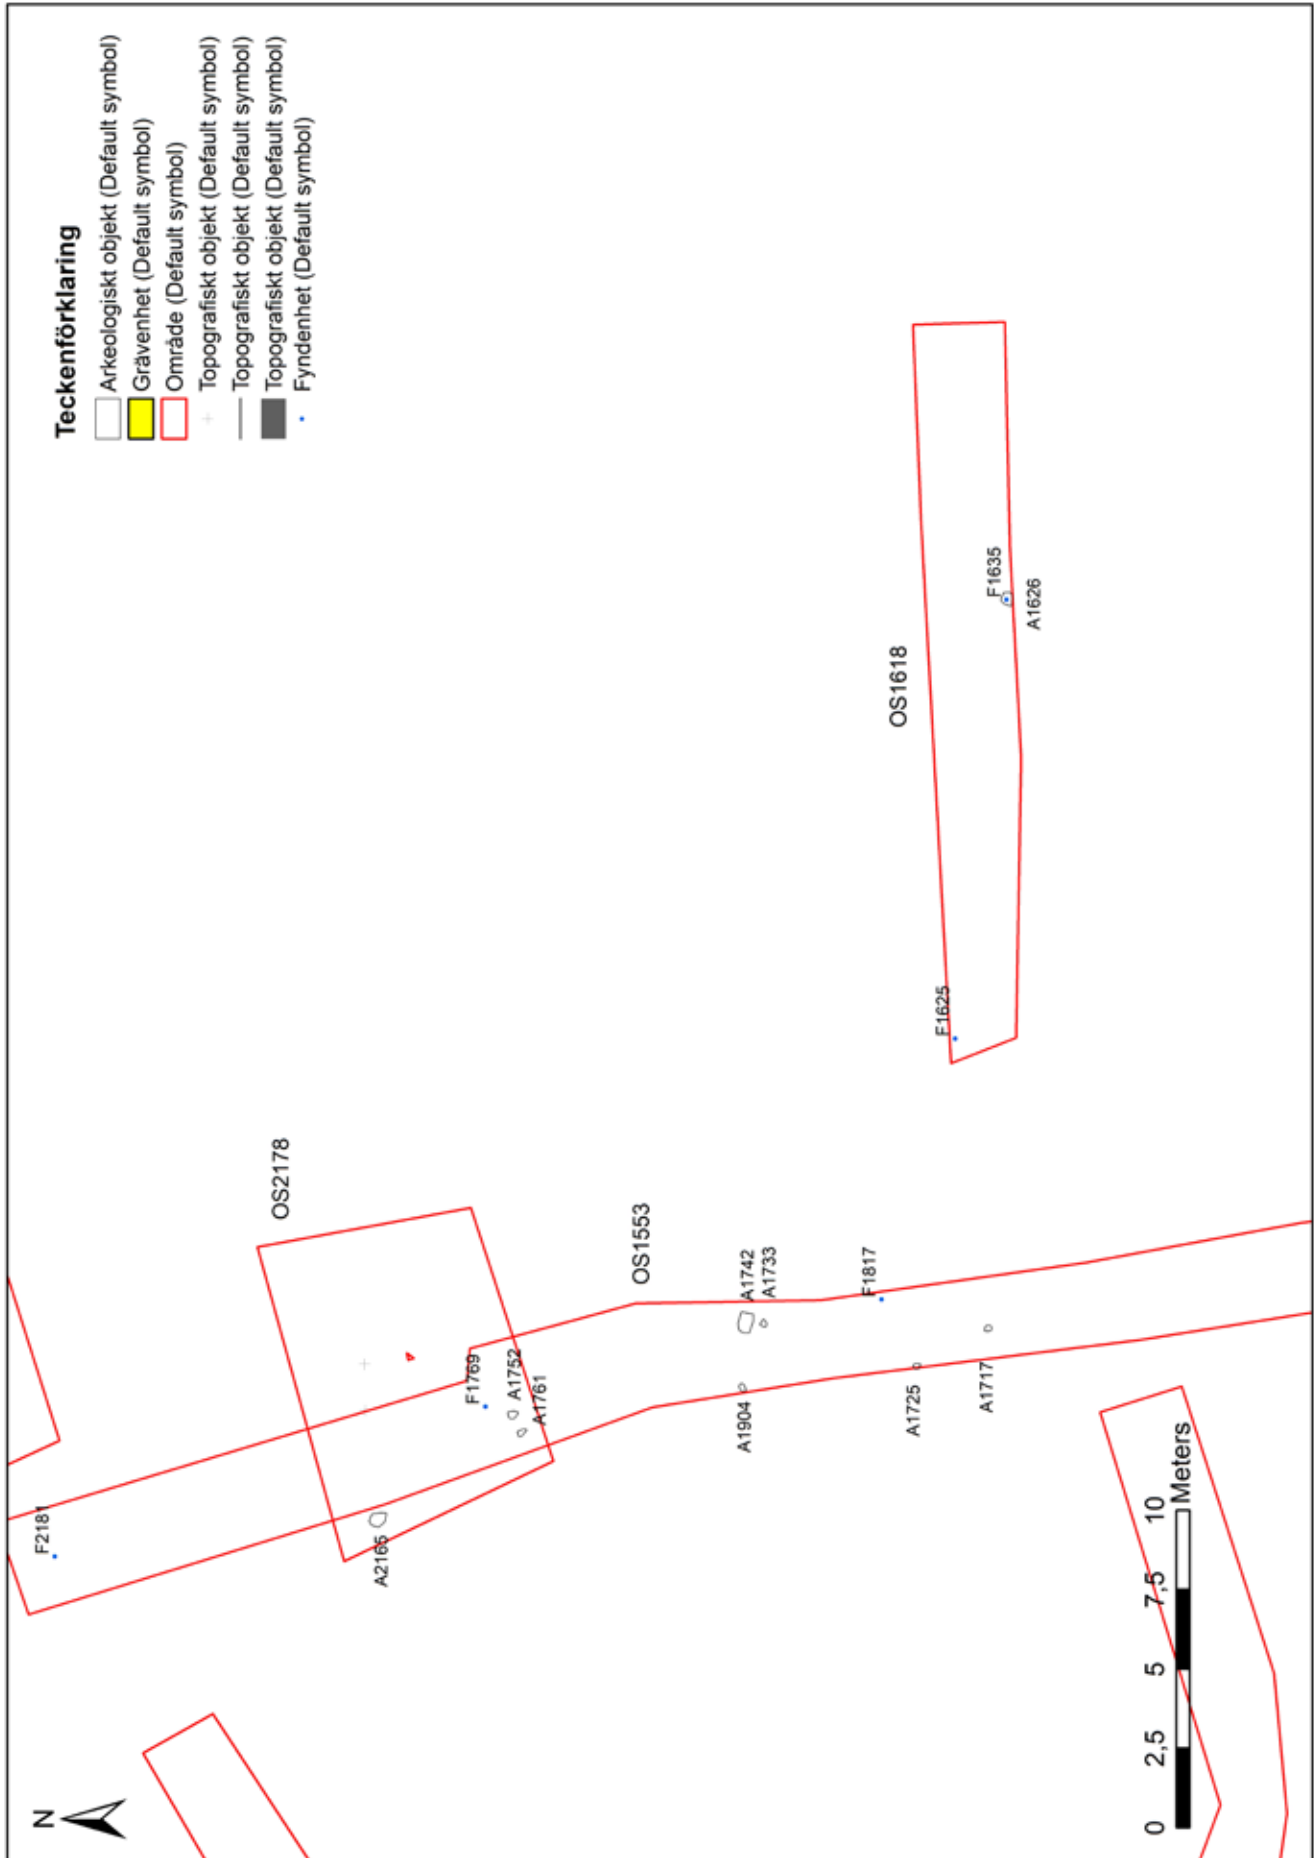 Teckenförklaring
Arkeologiskt objekt (Default symbol)
Grävenhet (Default symbol)
Område (Default symbol)
Topografiskt objekt (Default symbol)
Topografiskt objekt (Default symbol)
Topografiskt objekt (Default symbol)
Fyndenhet (Default symbol)
N
F2181
OS2178
A2165
F1769
A1752
A1761
OS1553
A1742
A1733
A1904
F1817
A1725
A1717
OS1618
F1625
F1635
A1626
0 2,5 5 7,5 10
Meters